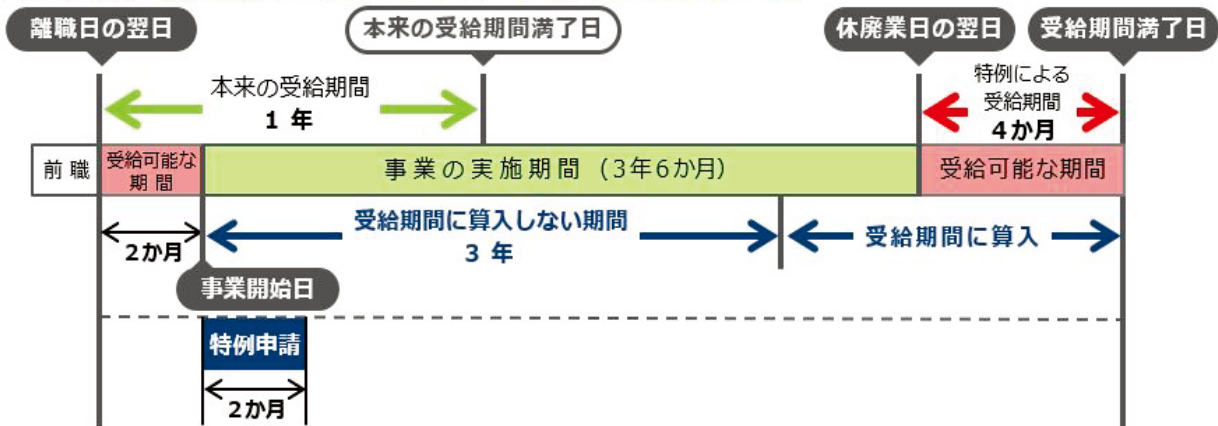 離職日の翌日
本来の受給期間満了日
休廃業日の翌日
受給期間満了日
本来の受給期間
1 年
特例による
受給期間
4か月
前職
受給可能な
期間
事業の実施期間 (3年6か月)
受給可能な期間
2か月
受給期間に算入しない期間
3 年
受給期間に算入
事業開始日
特例申請
2か月